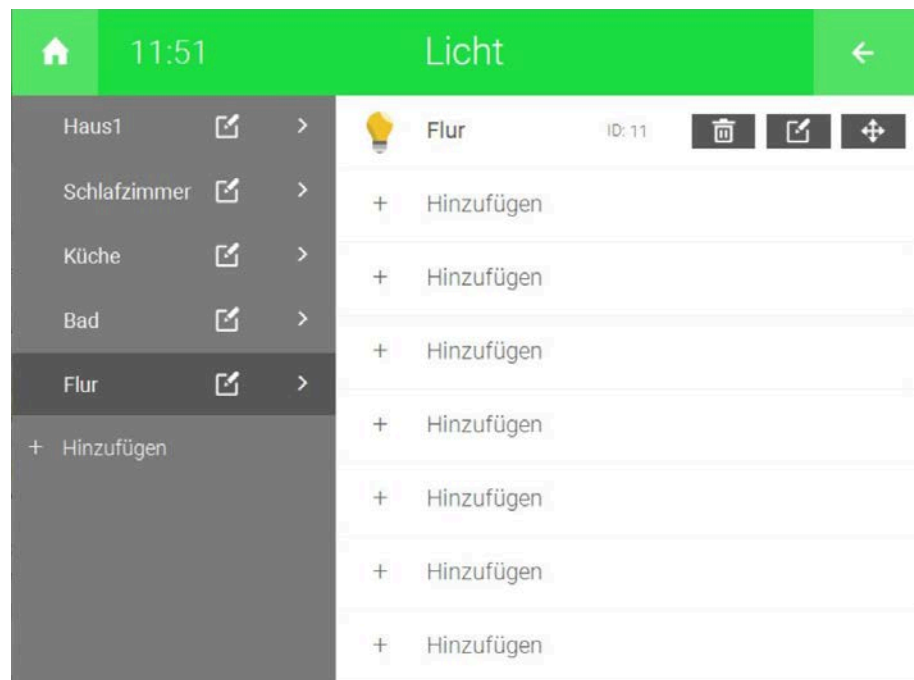 11:51 Licht
Haus1
Schlafzimmer
Küche
Bad
Flur
+ Hinzufügen
Flur ID: 11
+ Hinzufügen
+ Hinzufügen
+ Hinzufügen
+ Hinzufügen
+ Hinzufügen
+ Hinzufügen
+ Hinzufügen